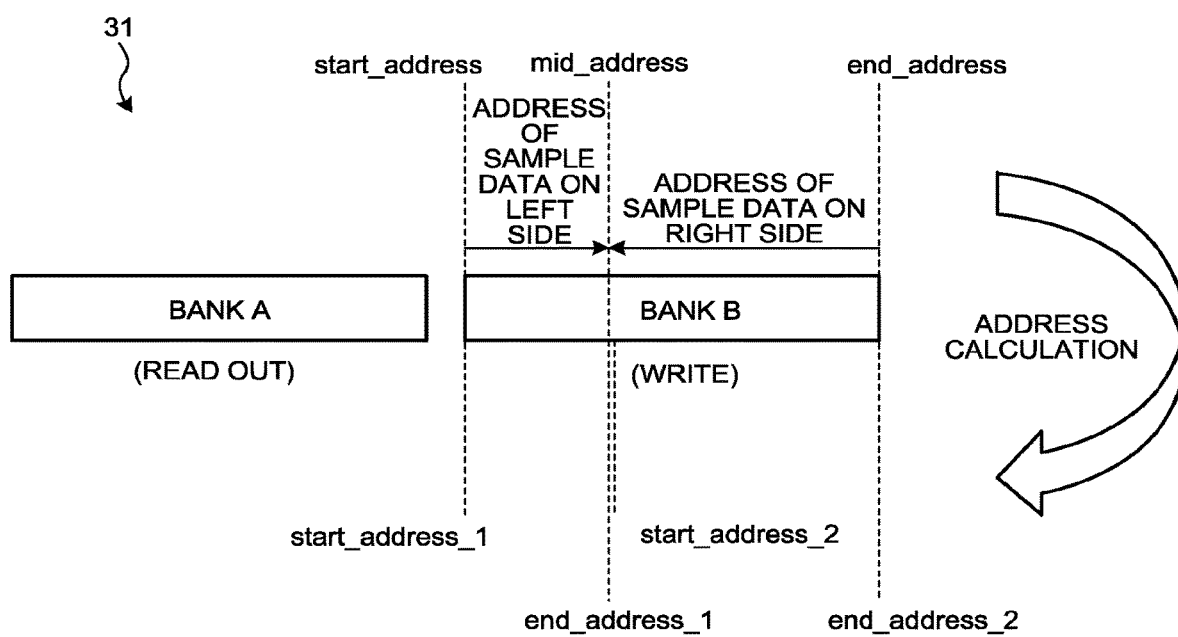 31
start_address
mid_address
end_address
ADDRESS
OF
SAMPLE
DATA ON
LEFT
SIDE
ADDRESS OF
SAMPLE DATA ON
RIGHT SIDE
BANK A
BANK B
ADDRESS
CALCULATION
(READ OUT)
(WRITE)
start_address_1
start_address_2
end_address_1
end_address_2